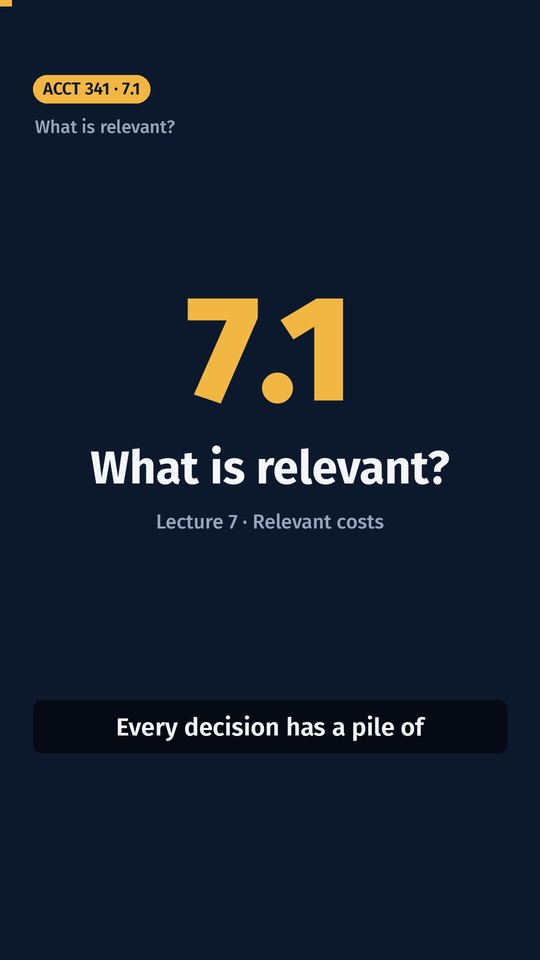 ACCT 341 · 7.1
What is relevant?
7.1
What is relevant?
Lecture 7 · Relevant costs
Every decision has a pile of